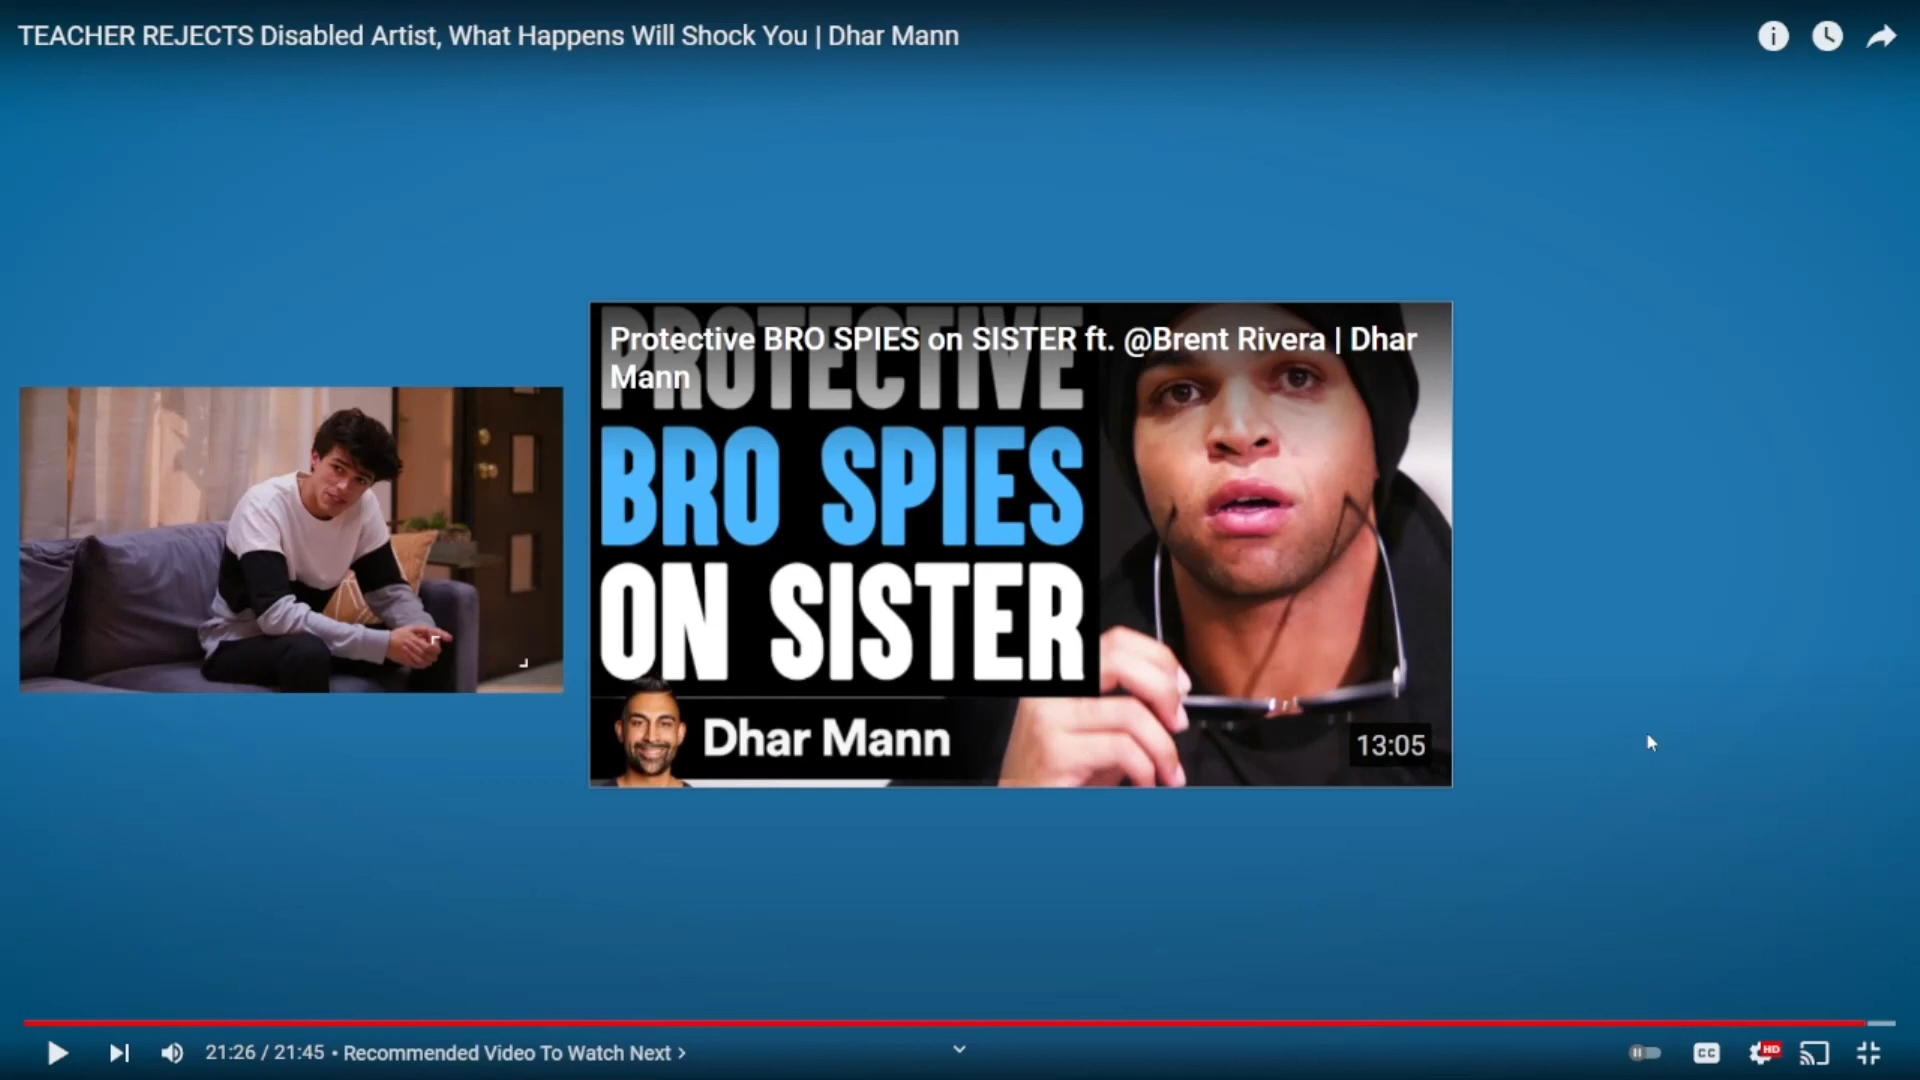 TEACHER REJECTS Disabled Artist, What Happens Will Shock You | Dhar Mann
Protective BRO SPIES on SISTER ft. @Brent Rivera | Dhar
Mann
PROTECTIVE
BRO SPIES
ON SISTER
Dhar Mann
13:05
21:26 / 21:45 • Recommended Video To Watch Next >
CC
HD